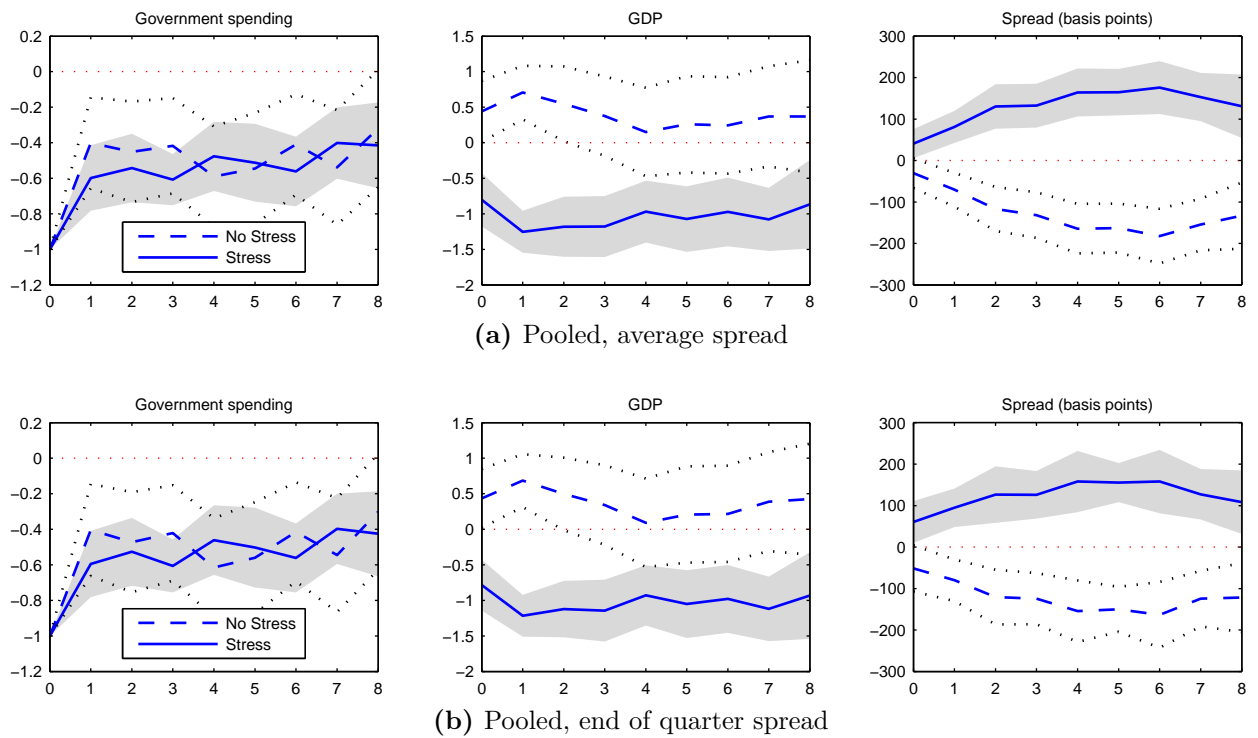 Government spending
GDP
Spread (basis points)
0.2
0
−0.2
−0.4
−0.6
−0.8
−1
−1.2
0 1 2 3 4 5 6 7 8
No Stress
Stress
1.5
1
0.5
0
−0.5
−1
−1.5
−2
0 1 2 3 4 5 6 7 8
300
200
100
0
−100
−200
−300
0 1 2 3 4 5 6 7 8
(a) Pooled, average spread
Government spending
GDP
Spread (basis points)
0.2
0
−0.2
−0.4
−0.6
−0.8
−1
−1.2
0 1 2 3 4 5 6 7 8
No Stress
Stress
1.5
1
0.5
0
−0.5
−1
−1.5
−2
0 1 2 3 4 5 6 7 8
300
200
100
0
−100
−200
−300
0 1 2 3 4 5 6 7 8
(b) Pooled, end of quarter spread